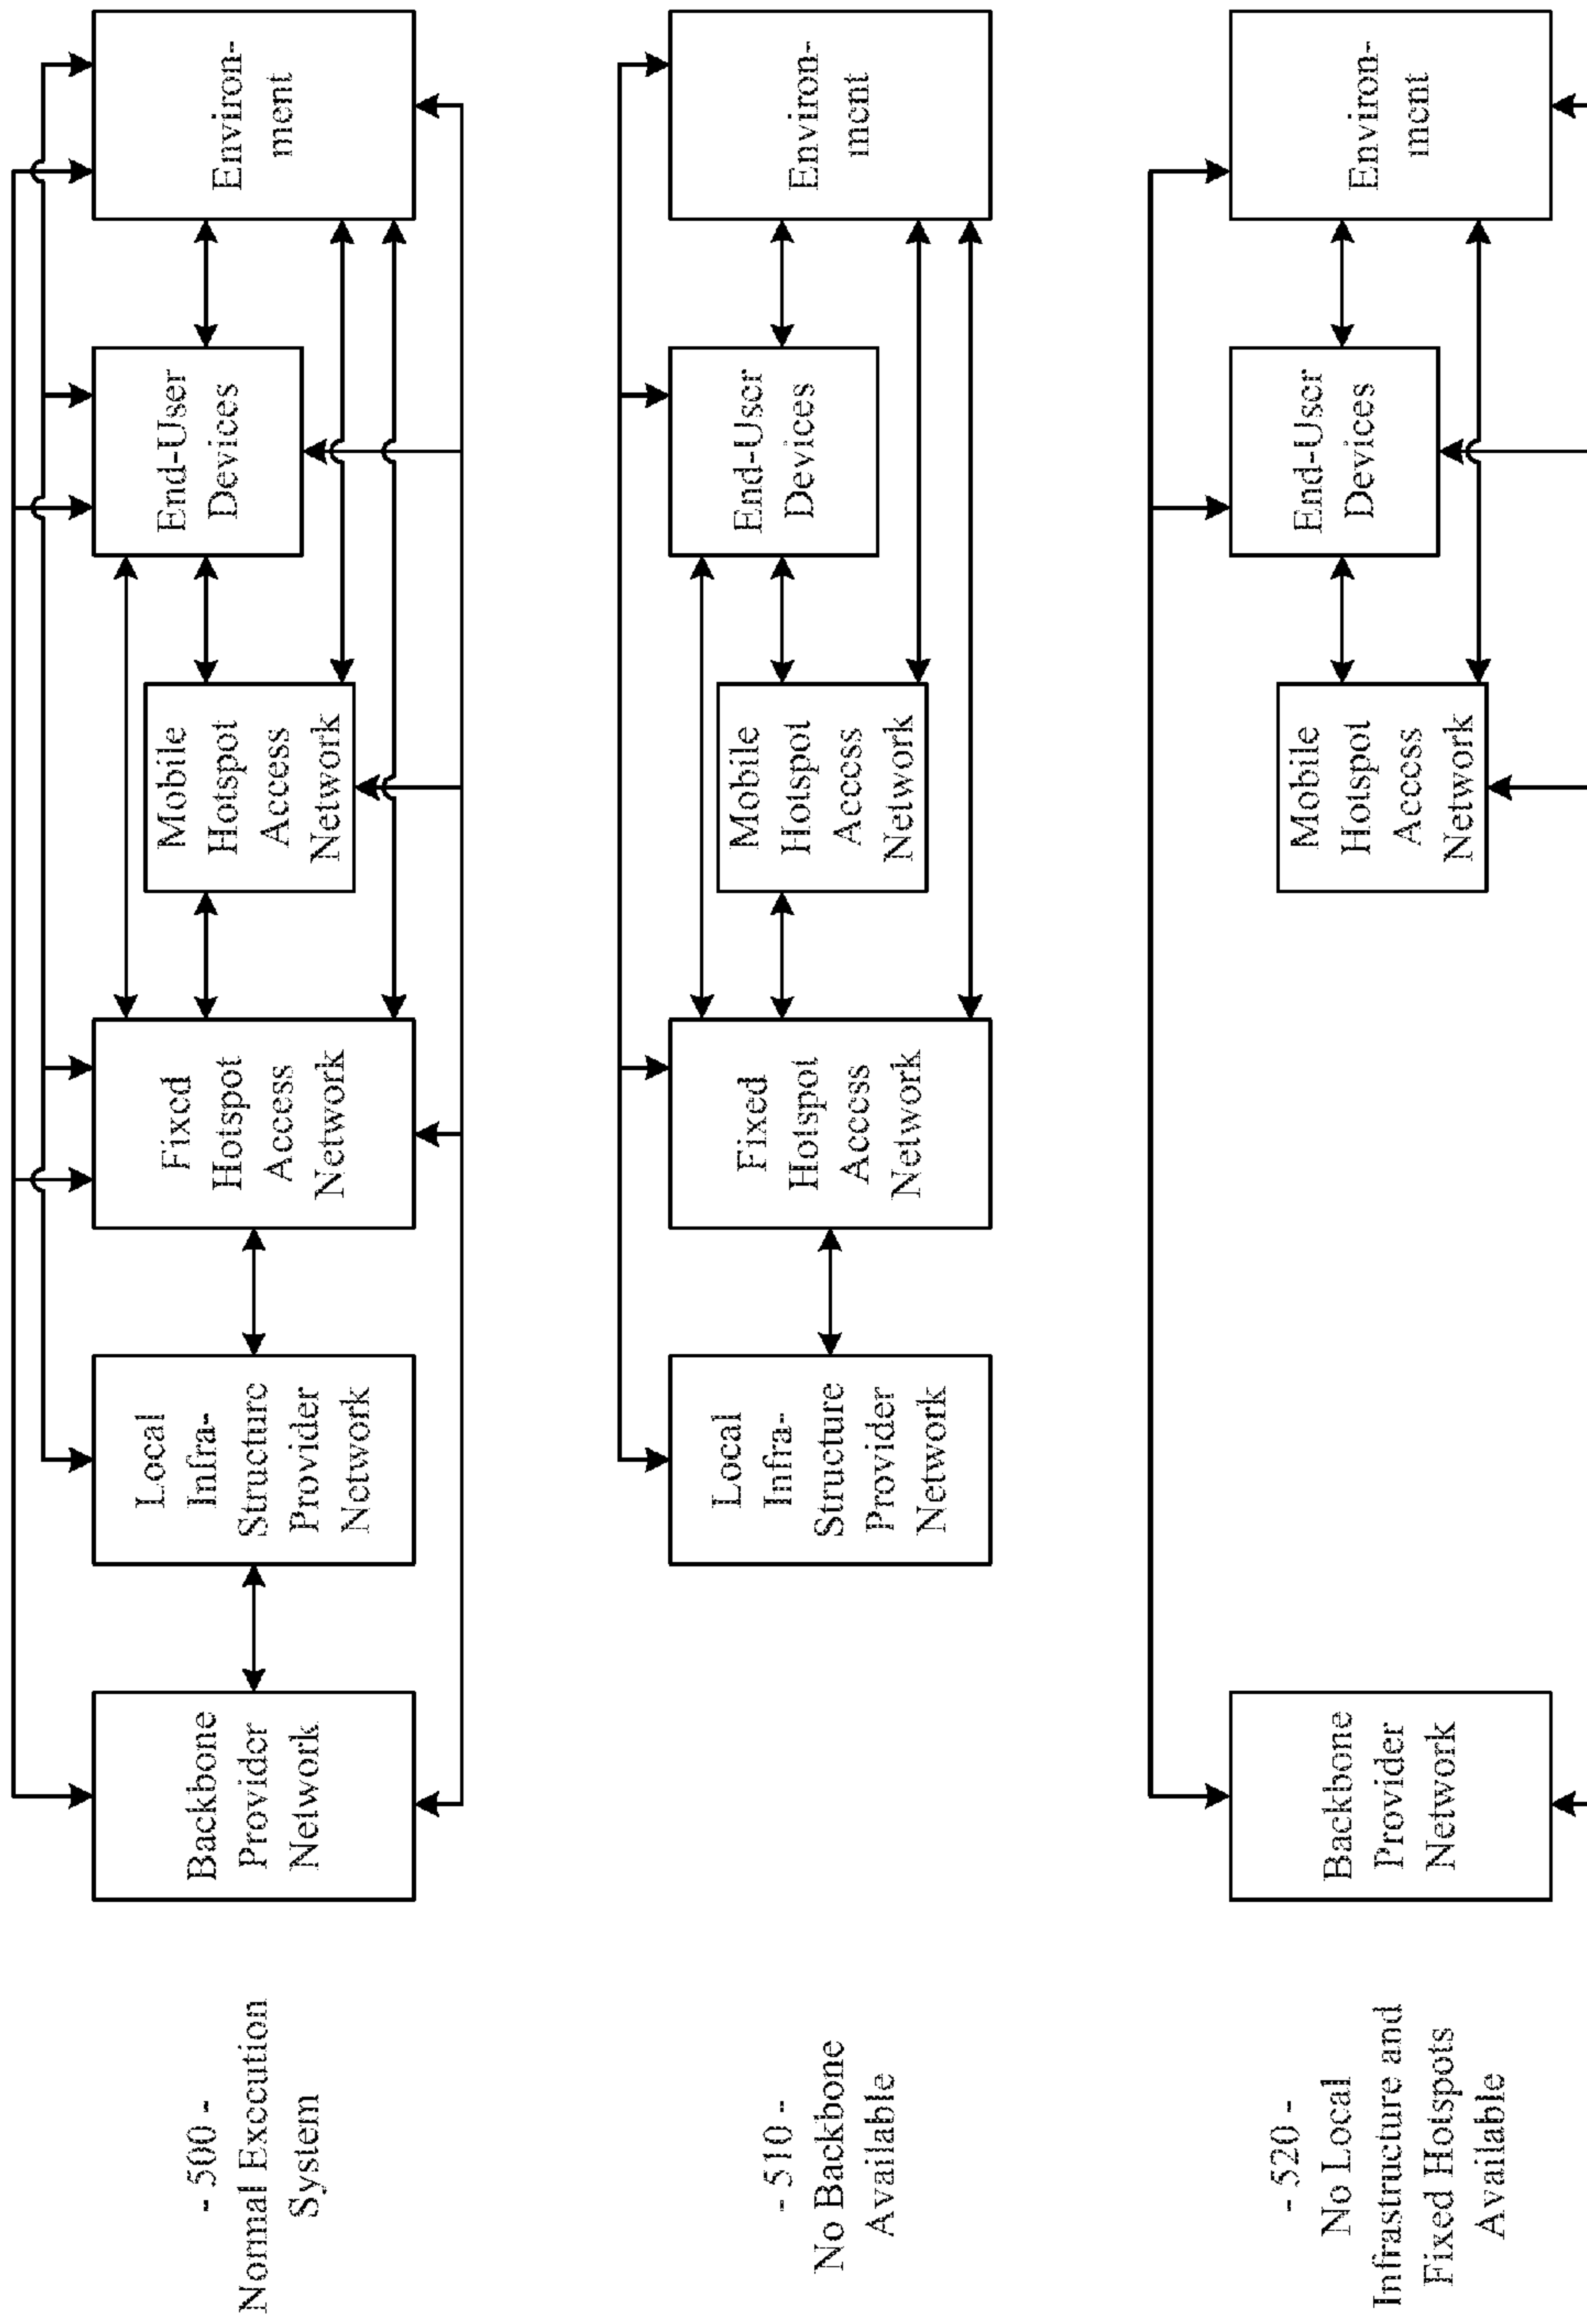 - 500 -
Normal Execution
System
Backbone
Provider
Network
Local
Infra-
Structure
Provider
Network
Fixed
Hotspot
Access
Network
Mobile
Hotspot
Access
Network
End-User
Devices
Environ-
ment
- 510 -
No Backbone
Available
Local
Infra-
Structure
Provider
Network
Fixed
Hotspot
Access
Network
Mobile
Hotspot
Access
Network
End-User
Devices
Environ-
ment
- 520 -
No Local
Infrastructure and
Fixed Hotspots
Available
Backbone
Provider
Network
Mobile
Hotspot
Access
Network
End-User
Devices
Environ-
ment